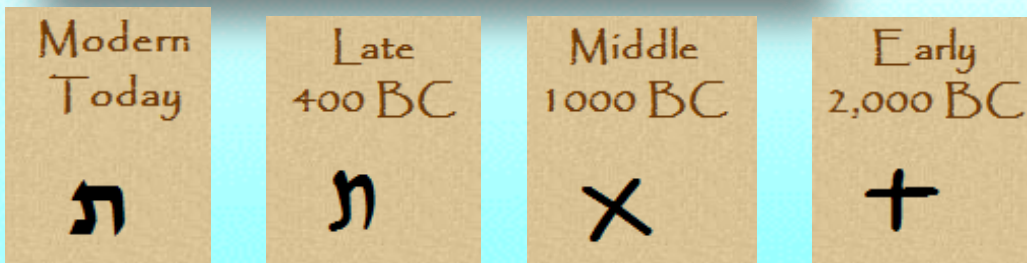 Modern
Today
ת
Late
400 BC
ת
Middle
1000 BC
X
Early
2,000 BC
+